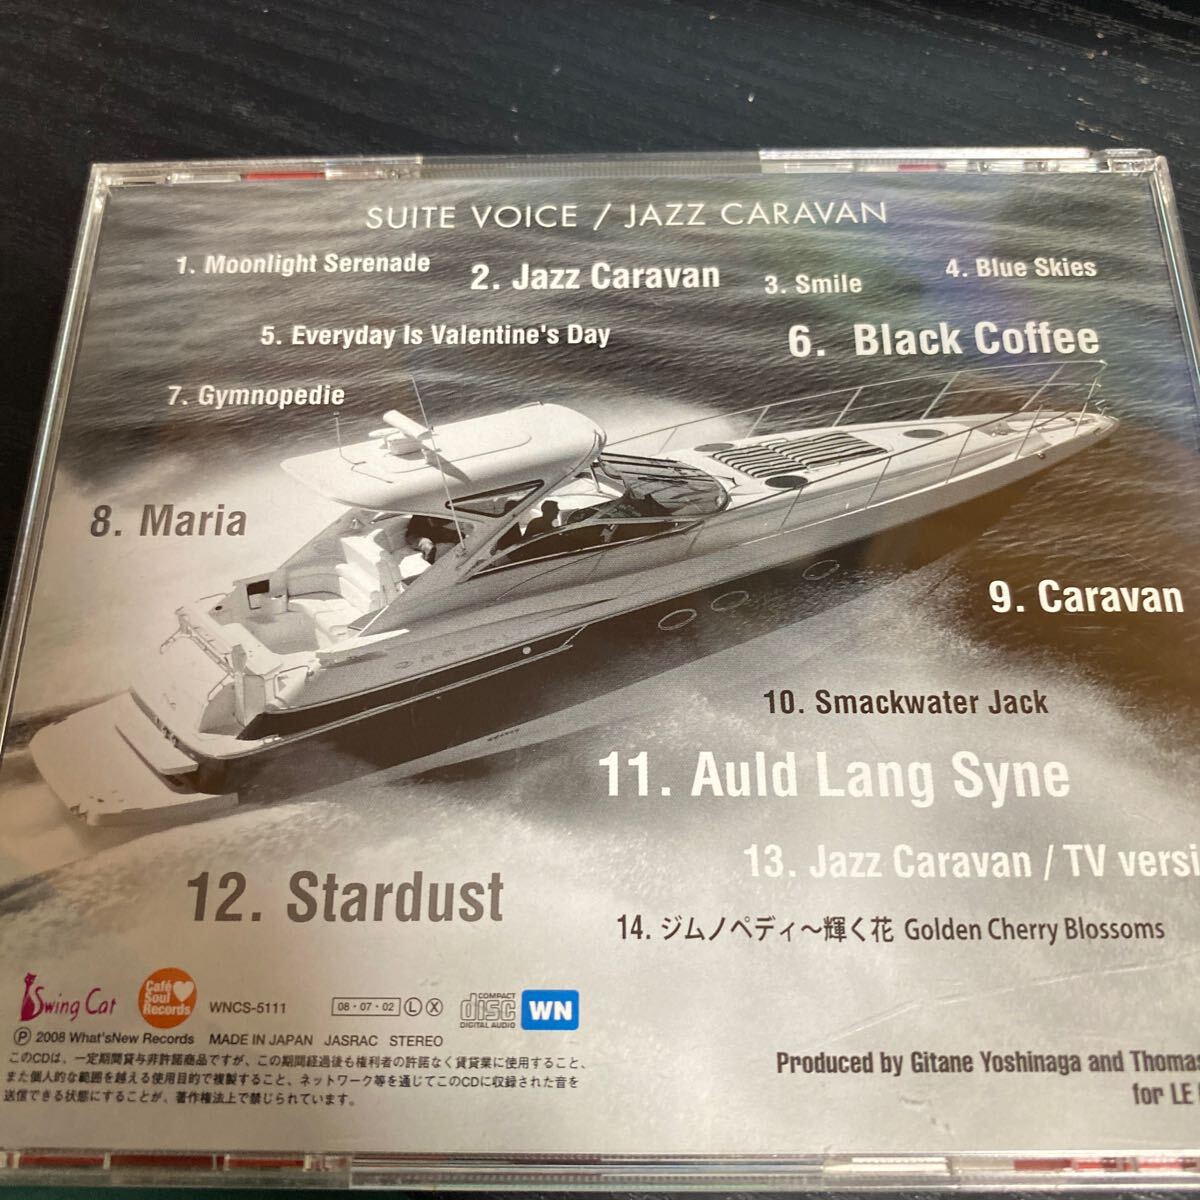 SUITE VOICE / JAZZ CARAVAN
1. Moonlight Serenade
2. Jazz Caravan
3. Smile
4. Blue Skies
5. Everyday Is Valentine's Day
6. Black Coffee
7. Gymnopedie
8. Maria
9. Caravan
10. Smackwater Jack
11. Auld Lang Syne
12. Stardust
13. Jazz Caravan / TV versi
14. ジムノペディ〜輝く花 Golden Cherry Blossoms
Swing Cat
Café Soul Records
WNCS-5111
08・07・02 Ⓛ Ⓧ
COMPACT disc DIGITAL AUDIO
WN
Ⓟ 2008 What'sNew Records MADE IN JAPAN JASRAC STEREO
このCDは、一定期間貸与非許諾商品ですが、この期間経過後も権利者の許諾なく賃貸業に使用すること、
また個人的な範囲を越える使用目的で複製すること、ネットワーク等を通じてこのCDに収録された音を
送信できる状態にすることが、著作権法上で禁じられています。
Produced by Gitane Yoshinaga and Thomas
for LE